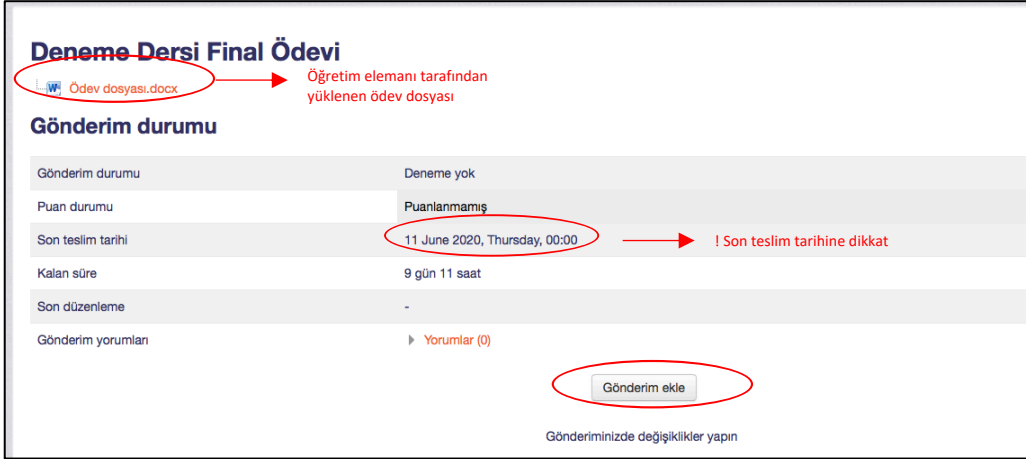 Deneme Dersi Final Ödevi
Ödev dosyası.docx
Öğretim elemanı tarafından
yüklenen ödev dosyası
Gönderim durumu
Gönderim durumu Deneme yok
Puan durumu Puanlanmamış
Son teslim tarihi 11 June 2020, Thursday, 00:00 ! Son teslim tarihine dikkat
Kalan süre 9 gün 11 saat
Son düzenleme -
Gönderim yorumları Yorumlar (0)
Gönderim ekle
Gönderiminizde değişiklikler yapın